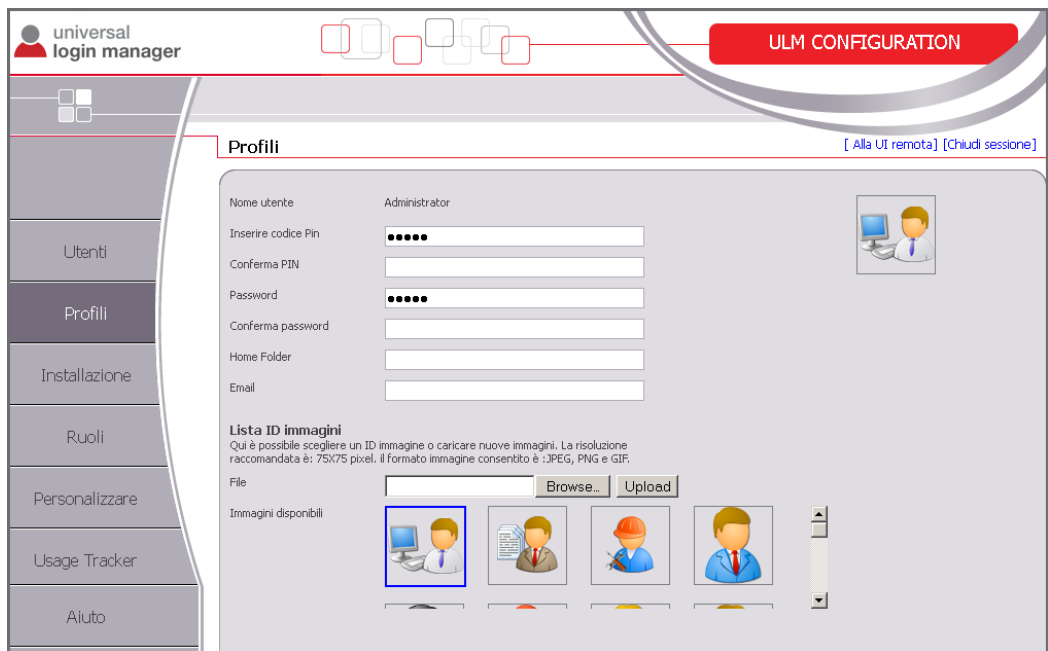 universal
login manager
ULM CONFIGURATION
Profili
[ Alla UI remota] [Chiudi sessione]
Utenti
Profili
Installazione
Ruoli
Personalizzare
Usage Tracker
Aiuto
Nome utente Administrator
Inserire codice Pin ●●●●●
Conferma PIN
Password ●●●●●
Conferma password
Home Folder
Email
Lista ID immagini
Qui è possibile scegliere un ID immagine o caricare nuove immagini. La risoluzione
raccomandata è: 75X75 pixel. il formato immagine consentito è :JPEG, PNG e GIF.
File Browse... Upload
Immagini disponibili